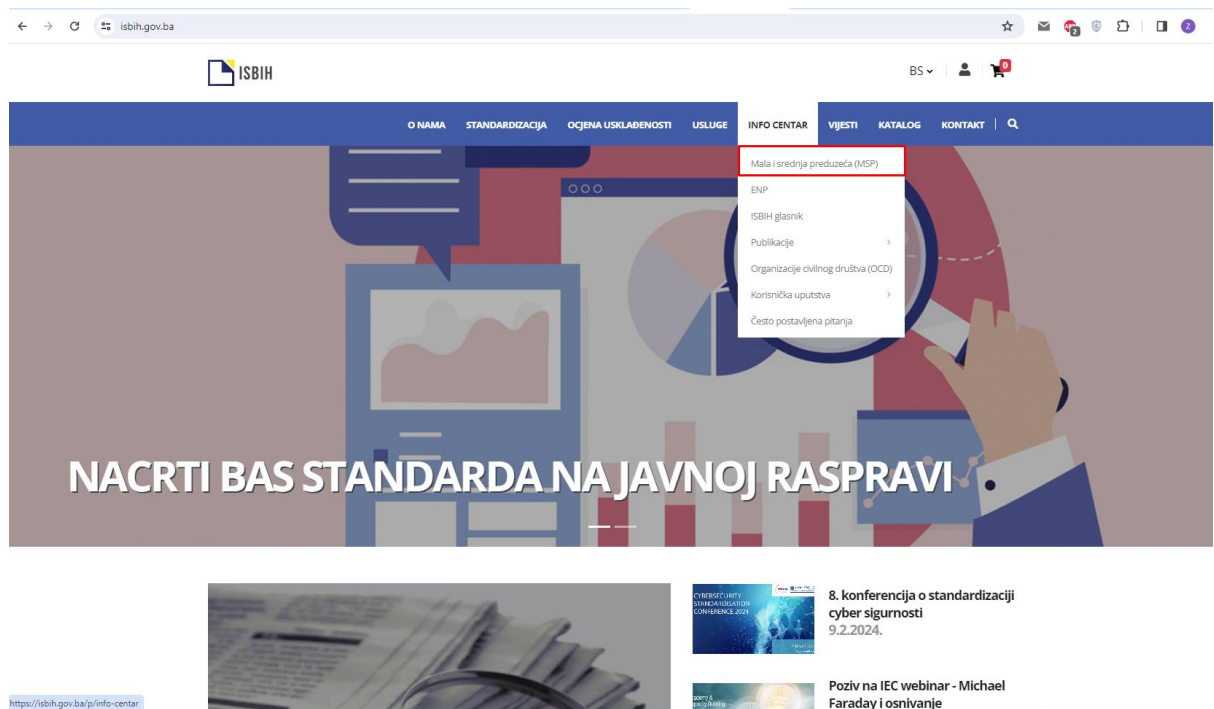 isbih.gov.ba
2
Z
ISBIH
BS
0
O NAMA STANDARDIZACIJA OCJENA USKLAĐENOSTI USLUGE INFO CENTAR VIJESTI KATALOG KONTAKT
Mala i srednja preduzeća (MSP)
ENP
ISBIH glasnik
Publikacije
Organizacije civilnog društva (OCD)
Korisnička uputstva
Često postavljena pitanja
NACRTI BAS STANDARDA NA JAVNOJ RASPRAVI
CYBERSECURITY
STANDARDISATION
CONFERENCE 2024
8. konferencija o standardizaciji
cyber sigurnosti
9.2.2024.
Poziv na IEC webinar - Michael
Faraday i osnivanje
https://isbih.gov.ba/p/info-centar